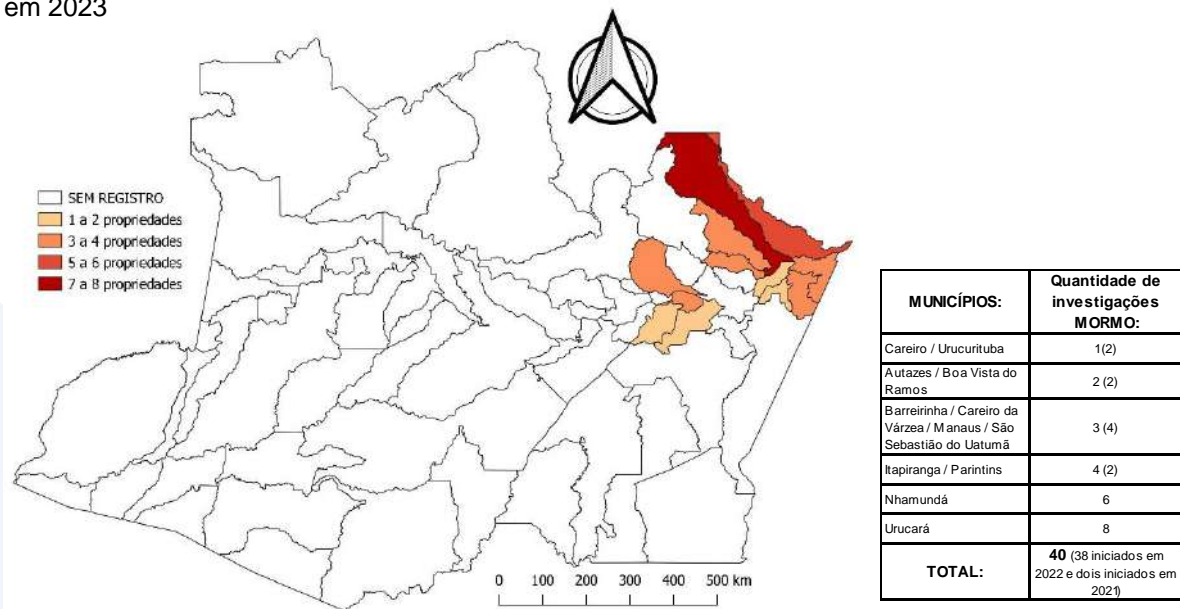 em 2023
SEM REGISTRO
1 a 2 propriedades
3 a 4 propriedades
5 a 6 propriedades
7 a 8 propriedades
0 100 200 300 400 500 km
MUNICÍPIOS:
Quantidade de
investigações
MORMO:
Careiro / Urucurituba
1(2)
Autazes / Boa Vista do
Ramos
2 (2)
Barreirinha / Careiro da
Várzea / Manaus / São
Sebastião do Uatumã
3 (4)
Itapiranga / Parintins
4 (2)
Nhamundá
6
Urucará
8
TOTAL:
40 (38 iniciados em
2022 e dois iniciados em
2021)